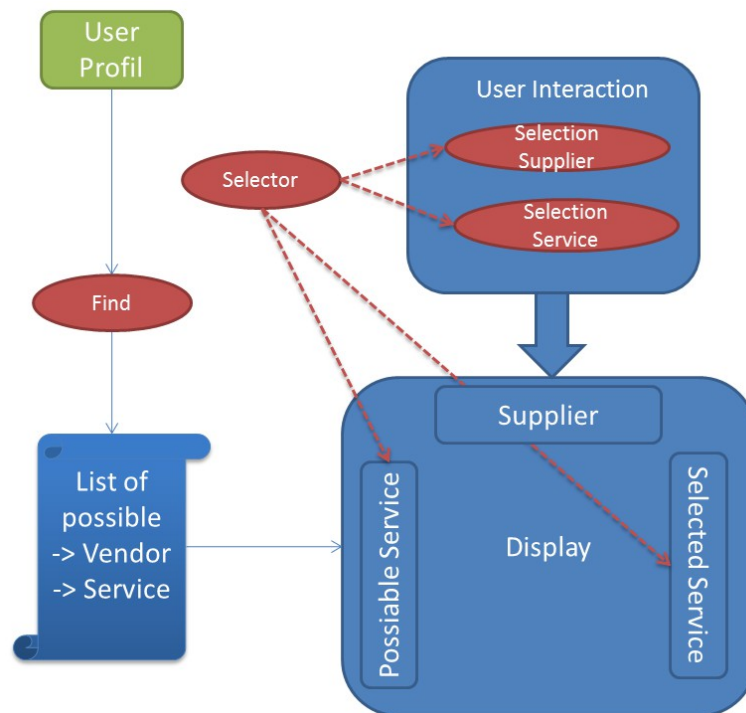 User
Profil
User Interaction
Selection
Supplier
Selector
Selection
Service
Find
Supplier
List of
possible
-> Vendor
-> Service
Possiable Service
Display
Selected Service